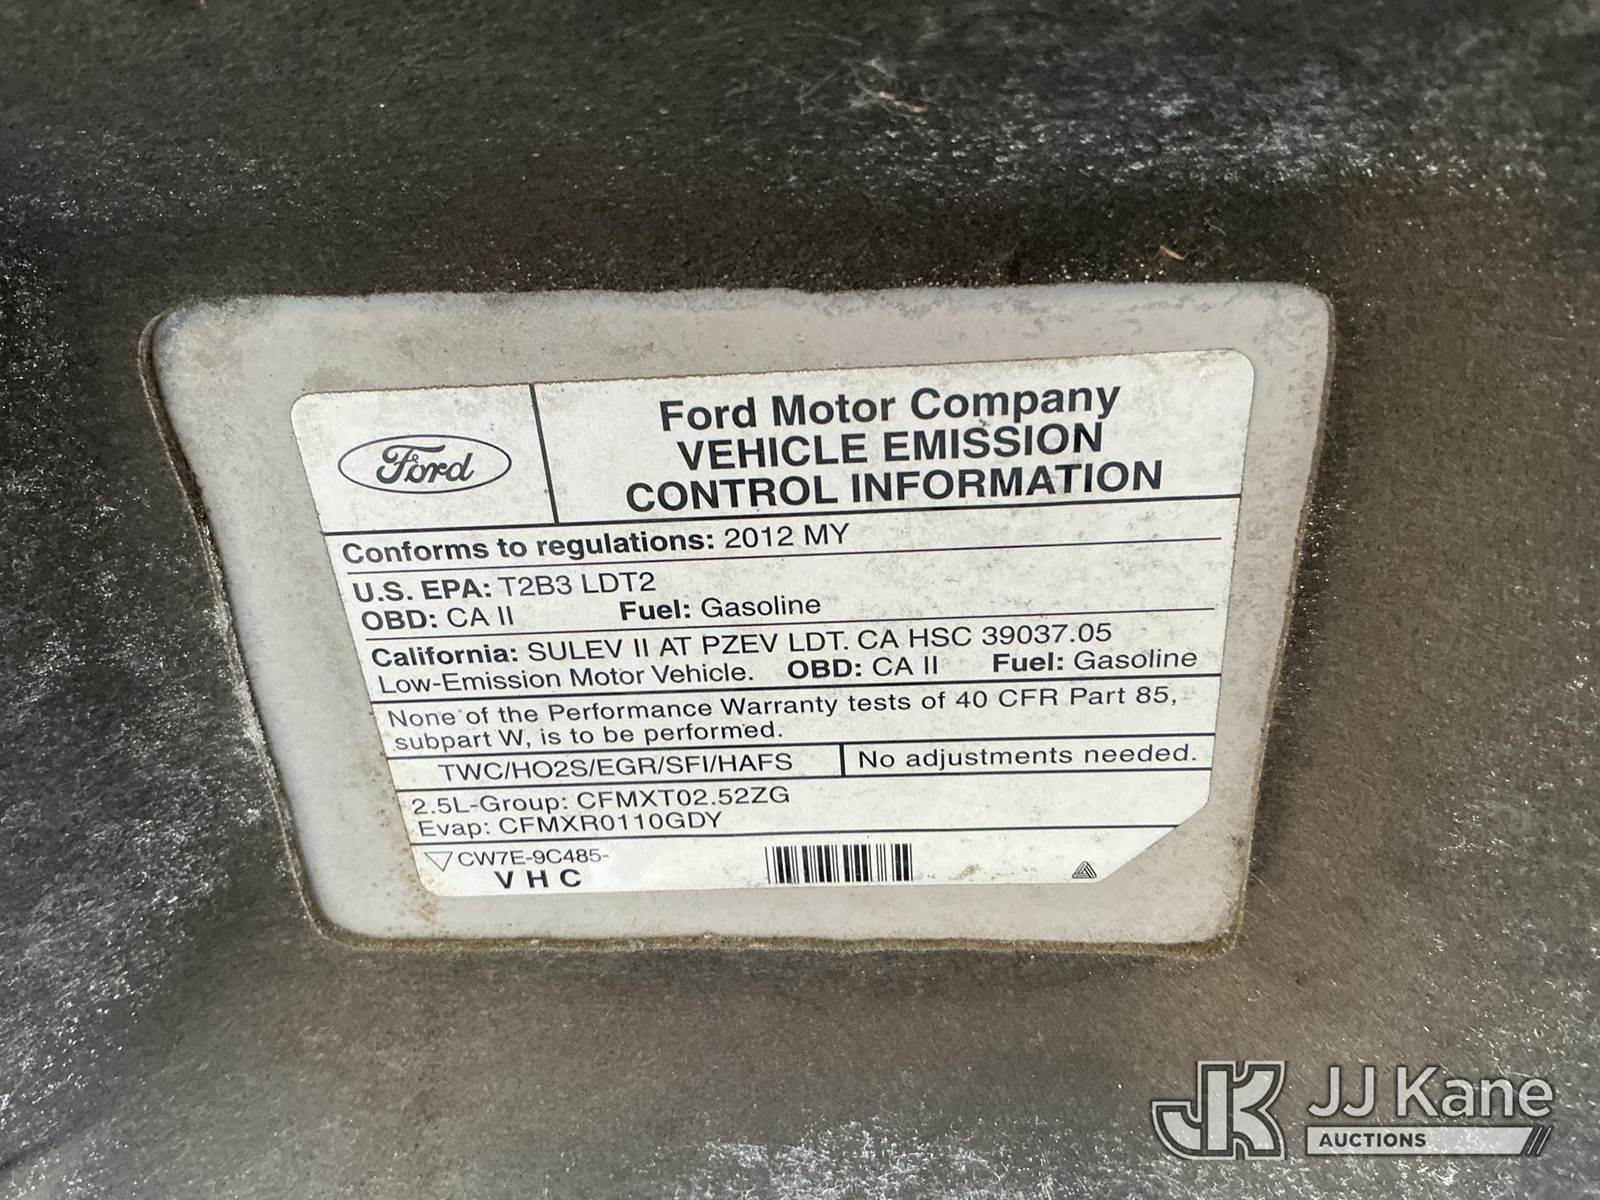 Ford
Ford Motor Company
VEHICLE EMISSION
CONTROL INFORMATION
Conforms to regulations: 2012 MY
U.S. EPA: T2B3 LDT2
OBD: CA II Fuel: Gasoline
California: SULEV II AT PZEV LDT. CA HSC 39037.05
Low-Emission Motor Vehicle. OBD: CA II Fuel: Gasoline
None of the Performance Warranty tests of 40 CFR Part 85,
subpart W, is to be performed.
TWC/HO2S/EGR/SFI/HAFS No adjustments needed.
2.5L-Group: CFMXT02.52ZG
Evap: CFMXR0110GDY
CW7E-9C485-
V H C
JK JJ Kane
AUCTIONS